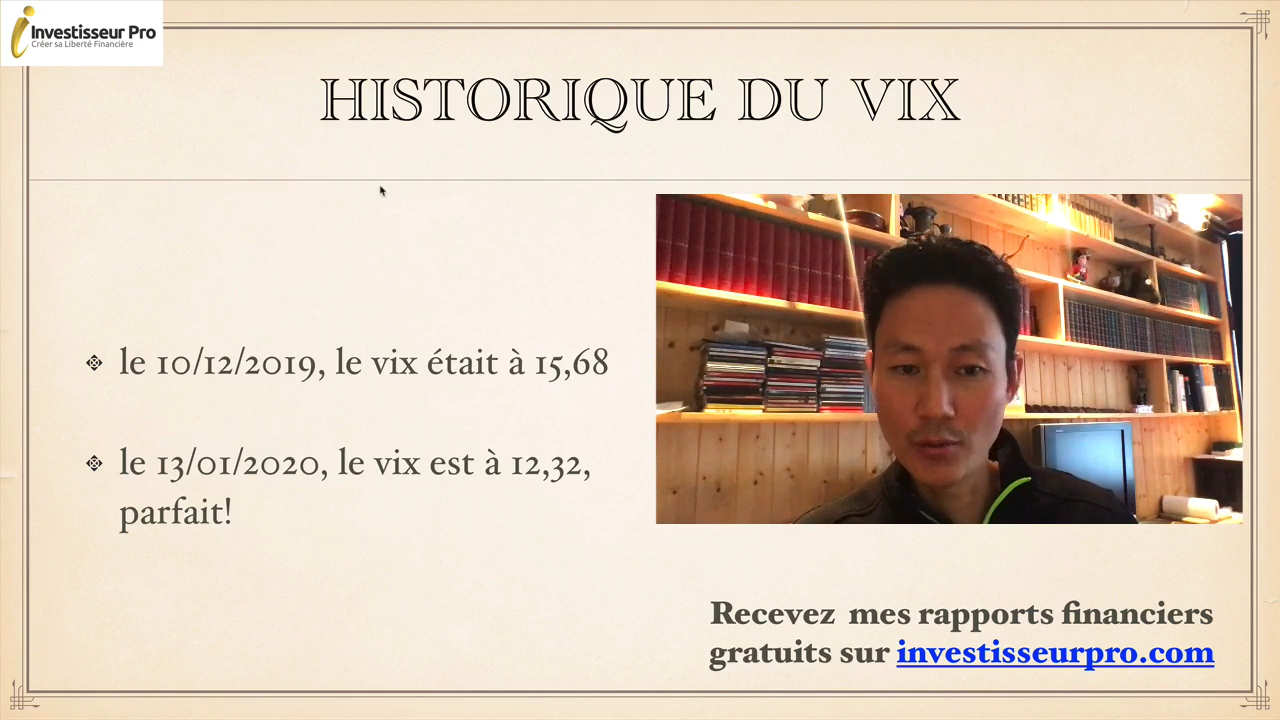 Investisseur Pro
Créer sa Liberté Financière
HISTORIQUE DU VIX
le 10/12/2019, le vix était à 15,68
le 13/01/2020, le vix est à 12,32,
parfait!
Recevez mes rapports financiers
gratuits sur investisseurpro.com